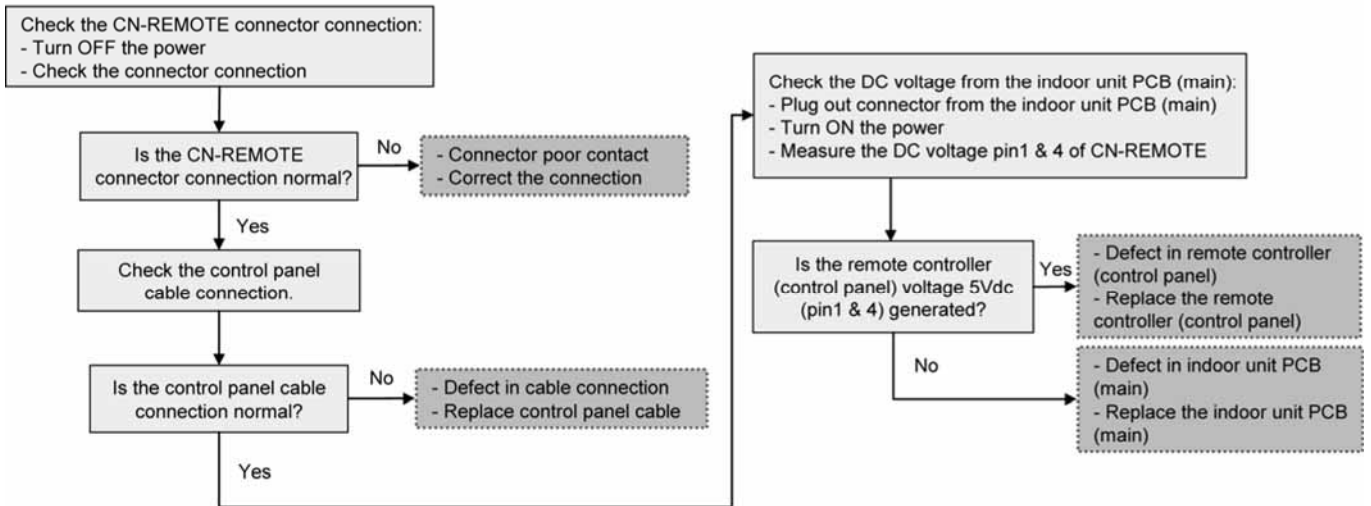 Check the CN-REMOTE connector connection:
- Turn OFF the power
- Check the connector connection
Is the CN-REMOTE
connector connection normal?
No
- Connector poor contact
- Correct the connection
Yes
Check the control panel
cable connection.
Is the control panel cable
connection normal?
No
- Defect in cable connection
- Replace control panel cable
Yes
Check the DC voltage from the indoor unit PCB (main):
- Plug out connector from the indoor unit PCB (main)
- Turn ON the power
- Measure the DC voltage pin1 & 4 of CN-REMOTE
Is the remote controller
(control panel) voltage 5Vdc
(pin1 & 4) generated?
Yes
- Defect in remote controller
(control panel)
- Replace the remote
controller (control panel)
No
- Defect in indoor unit PCB
(main)
- Replace the indoor unit PCB
(main)